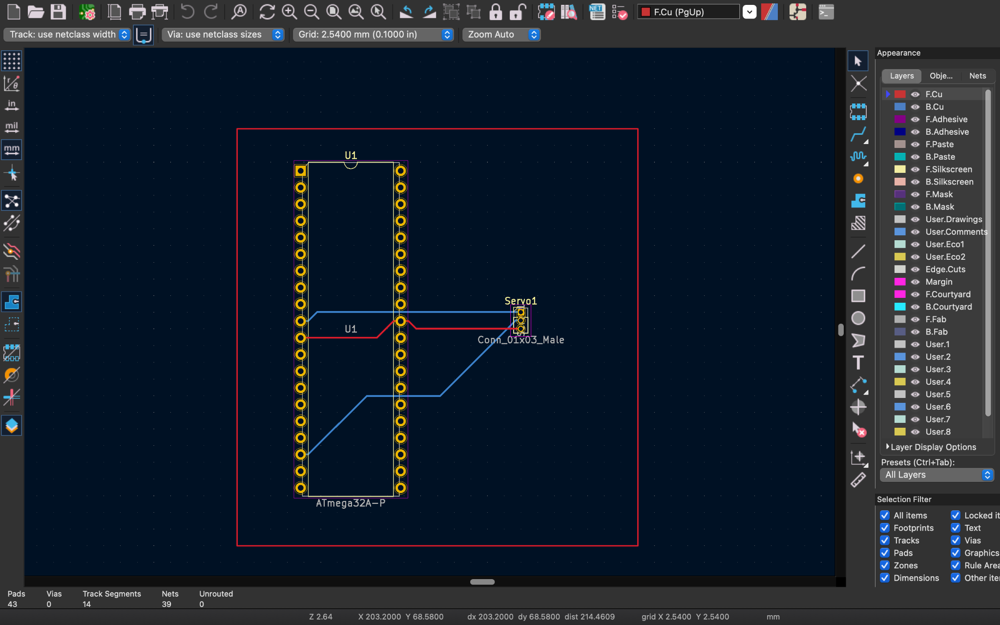 NET
F.Cu (PgUp)
Track: use netclass width
Via: use netclass sizes
Grid: 2.5400 mm (0.1000 in)
Zoom Auto
in
mil
mm
U1
U1
ATmega32A-P
Servo1
Conn_01x03_Male
Appearance
Layers
Obje...
Nets
F.Cu
B.Cu
F.Adhesive
B.Adhesive
F.Paste
B.Paste
F.Silkscreen
B.Silkscreen
F.Mask
B.Mask
User.Drawings
User.Comments
User.Eco1
User.Eco2
Edge.Cuts
Margin
F.Courtyard
B.Courtyard
F.Fab
B.Fab
User.1
User.2
User.3
User.4
User.5
User.6
User.7
User.8
Layer Display Options
Presets (Ctrl+Tab):
All Layers
Selection Filter
All items Locked it
Footprints Text
Tracks Vias
Pads Graphics
Zones Rule Area
Dimensions Other ite
Pads Vias Track Segments Nets Unrouted
43 0 14 39 0
Z 2.64 X 203.2000 Y 68.5800 dx 203.2000 dy 68.5800 dist 214.4609 grid X 2.5400 Y 2.5400 mm